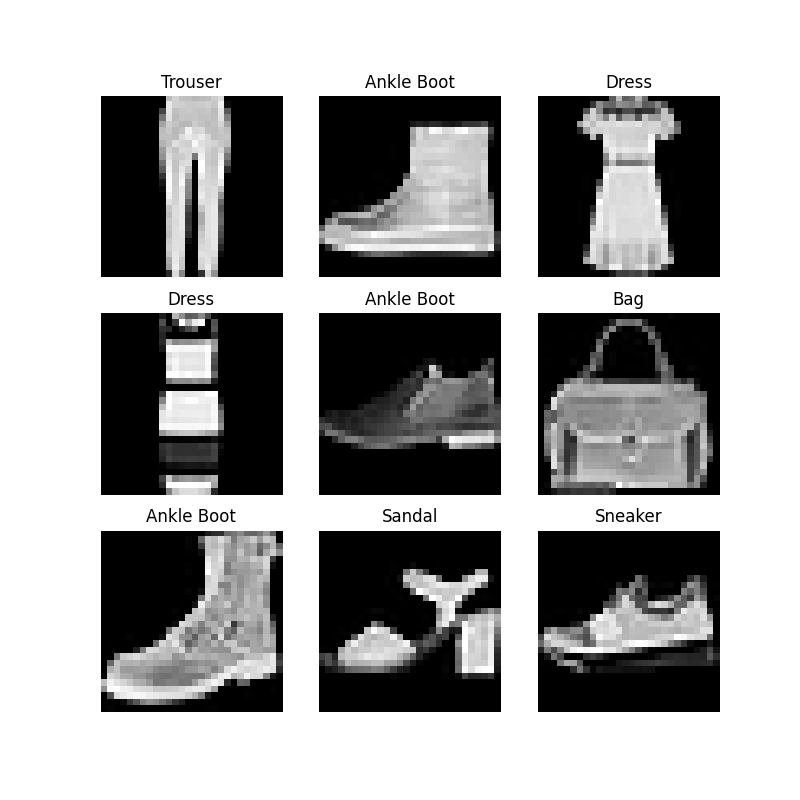 Trouser
Ankle Boot
Dress
Dress
Ankle Boot
Bag
Ankle Boot
Sandal
Sneaker